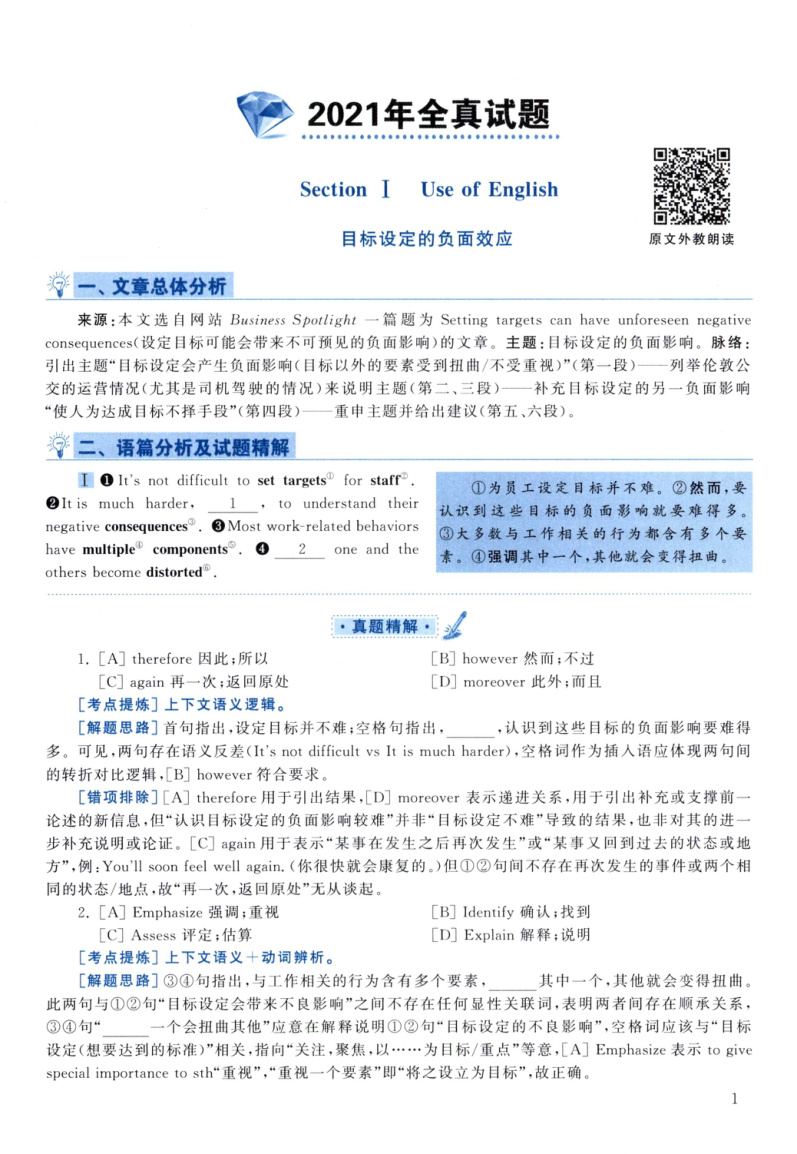 2021年全真试题
Section Ⅰ Use of English
目标设定的负面效应
原文外教朗读
一、文章总体分析
来源:本文选自网站 Business Spotlight 一篇题为 Setting targets can have unforeseen negative
consequences(设定目标可能会带来不可预见的负面影响)的文章。主题:目标设定的负面影响。脉络:
引出主题“目标设定会产生负面影响(目标以外的要素受到扭曲/不受重视)”(第一段)——列举伦敦公
交的运营情况(尤其是司机驾驶的情况)来说明主题(第二、三段)——补充目标设定的另一负面影响
“使人为达成目标不择手段”(第四段)——重申主题并给出建议(第五、六段)。
二、语篇分析及试题精解
Ⅰ ❶ It's not difficult to set targets① for staff②.
❷It is much harder, 1 , to understand their
negative consequences③. ❸Most work-related behaviors
have multiple④ components⑤. ❹ 2 one and the
others become distorted⑥.
①为员工设定目标并不难。②然而,要
认识到这些目标的负面影响就要难得多。
③大多数与工作相关的行为都含有多个要
素。④强调其中一个,其他就会变得扭曲。
·真题精解·
1. [A] therefore 因此;所以 [B] however 然而;不过
[C] again 再一次;返回原处 [D] moreover 此外;而且
[考点提炼] 上下文语义逻辑。
[解题思路] 首句指出,设定目标并不难;空格句指出,______,认识到这些目标的负面影响要难得
多。可见,两句存在语义反差(It's not difficult vs It is much harder),空格词作为插入语应体现两句间
的转折对比逻辑,[B] however 符合要求。
[错项排除] [A] therefore 用于引出结果,[D] moreover 表示递进关系,用于引出补充或支撑前一
论述的新信息,但“认识目标设定的负面影响较难”并非“目标设定不难”导致的结果,也非对其的进一
步补充说明或论证。[C] again 用于表示“某事在发生之后再次发生”或“某事又回到过去的状态或地
方”,例:You'll soon feel well again.(你很快就会康复的。)但①②句间不存在再次发生的事件或两个相
同的状态/地点,故“再一次,返回原处”无从谈起。
2. [A] Emphasize 强调;重视 [B] Identify 确认;找到
[C] Assess 评定;估算 [D] Explain 解释;说明
[考点提炼] 上下文语义＋动词辨析。
[解题思路] ③④句指出,与工作相关的行为含有多个要素,______其中一个,其他就会变得扭曲。
此两句与①②句“目标设定会带来不良影响”之间不存在任何显性关联词,表明两者间存在顺承关系,
③④句“______一个会扭曲其他”应意在解释说明①②句“目标设定的不良影响”,空格词应该与“目标
设定(想要达到的标准)”相关,指向“关注,聚焦,以……为目标/重点”等意,[A] Emphasize 表示 to give
special importance to sth“重视”,“重视一个要素”即“将之设立为目标”,故正确。
1